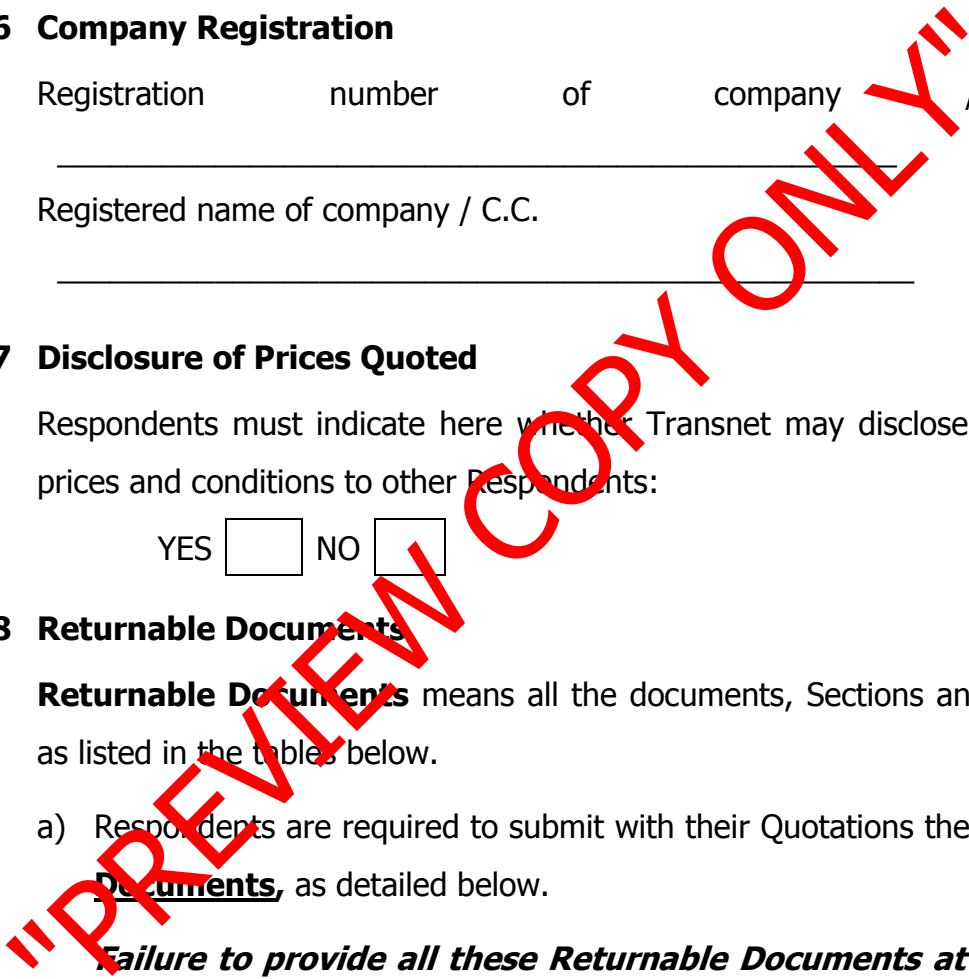 6 Company Registration
Registration number of company /
Registered name of company / C.C.
7 Disclosure of Prices Quoted
Respondents must indicate here whether Transnet may disclose
prices and conditions to other Respondents:
YES NO
8 Returnable Documents
Returnable Documents means all the documents, Sections an
as listed in the tables below.
a) Respondents are required to submit with their Quotations the
Documents, as detailed below.
Failure to provide all these Returnable Documents at
"PREVIEW COPY ONLY"